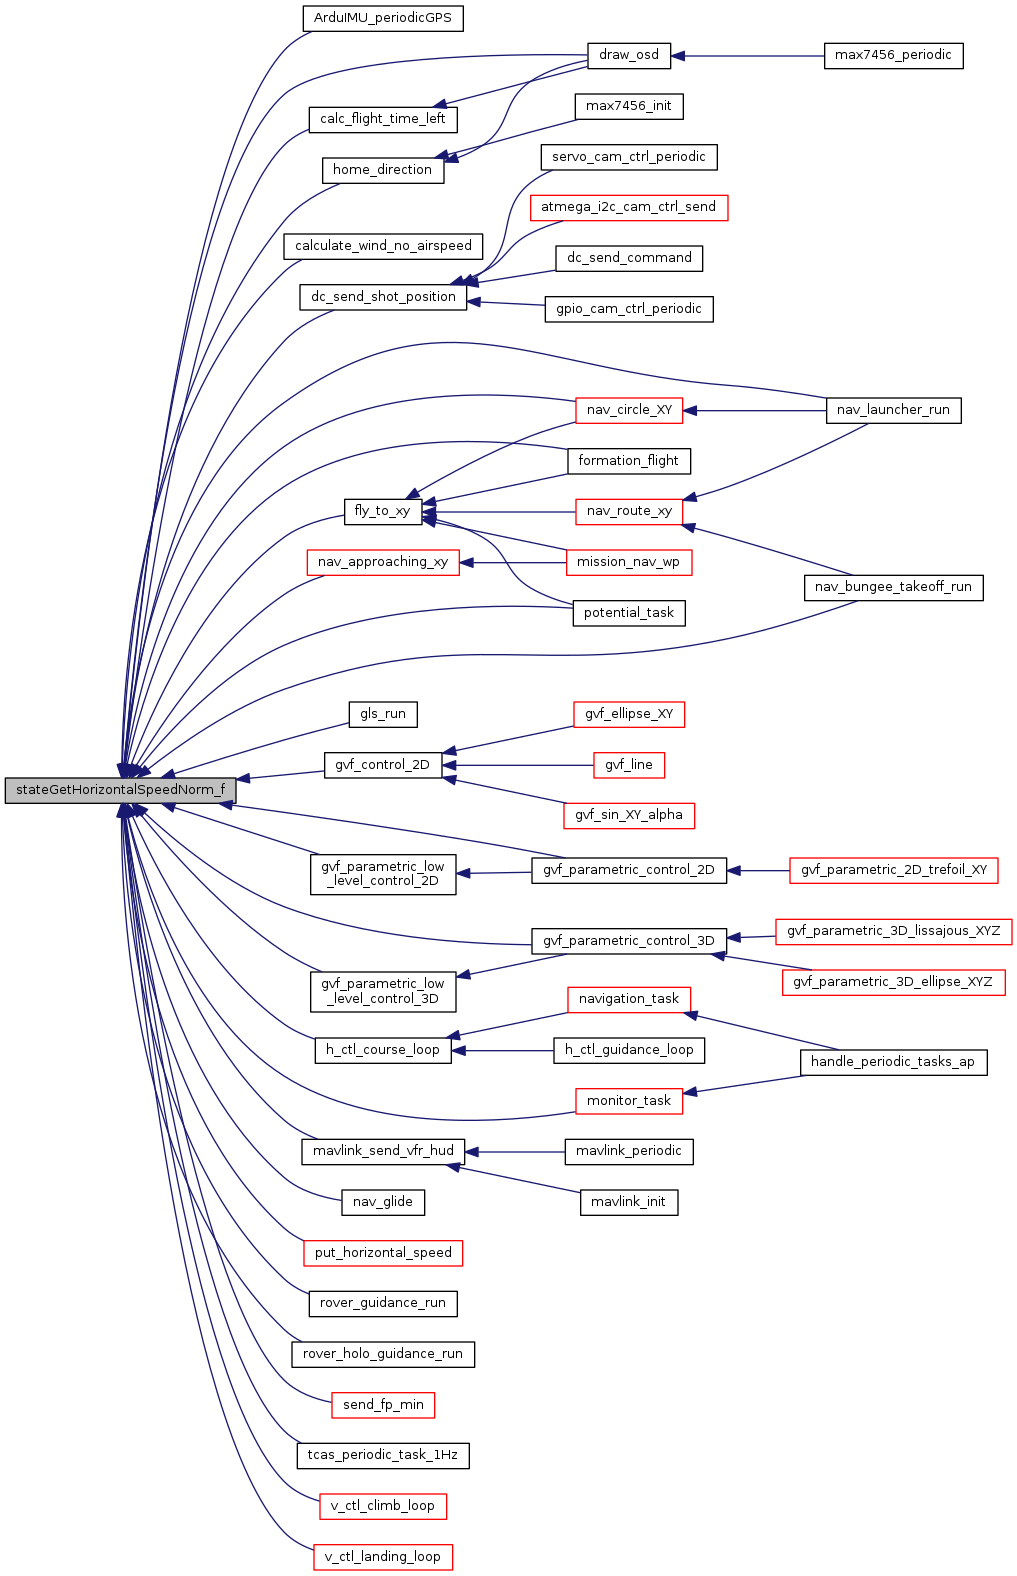 ArduIMU_periodicGPS
draw_osd
max7456_periodic
max7456_init
calc_flight_time_left
home_direction
servo_cam_ctrl_periodic
atmega_i2c_cam_ctrl_send
calculate_wind_no_airspeed
dc_send_command
dc_send_shot_position
gpio_cam_ctrl_periodic
nav_circle_XY
nav_launcher_run
formation_flight
fly_to_xy
nav_route_xy
nav_approaching_xy
mission_nav_wp
nav_bungee_takeoff_run
potential_task
gls_run
gvf_ellipse_XY
gvf_control_2D
gvf_line
stateGetHorizontalSpeedNorm_f
gvf_sin_XY_alpha
gvf_parametric_low
_level_control_2D
gvf_parametric_control_2D
gvf_parametric_2D_trefoil_XY
gvf_parametric_control_3D
gvf_parametric_3D_lissajous_XYZ
gvf_parametric_3D_ellipse_XYZ
gvf_parametric_low
_level_control_3D
navigation_task
h_ctl_course_loop
h_ctl_guidance_loop
handle_periodic_tasks_ap
monitor_task
mavlink_send_vfr_hud
mavlink_periodic
nav_glide
mavlink_init
put_horizontal_speed
rover_guidance_run
rover_holo_guidance_run
send_fp_min
tcas_periodic_task_1Hz
v_ctl_climb_loop
v_ctl_landing_loop